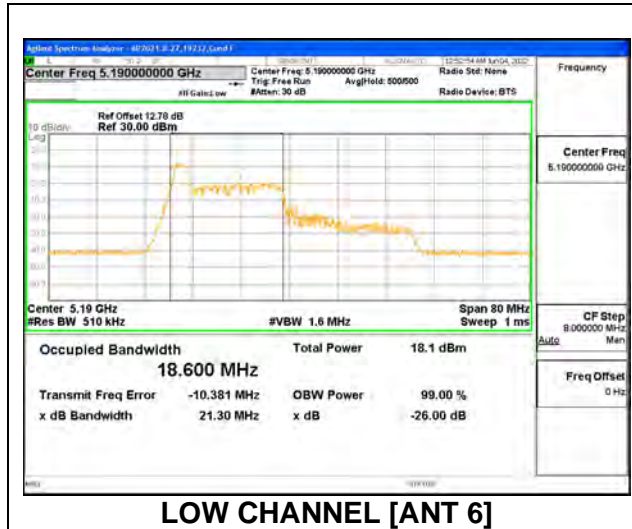 Center Freq 5.190000000 GHz
#IFGain:Low
Center Freq: 5.190000000 GHz
Trig: Free Run
Avg|Hold: 500/500
#Atten: 30 dB
Radio Std: None
Radio Device: BTS
Frequency
Ref Offset 12.78 dB
10 dB/div
Ref 30.00 dBm
Log
Center Freq
5.190000000 GHz
Center 5.19 GHz
Span 80 MHz
#Res BW 510 kHz
#VBW 1.6 MHz
Sweep 1 ms
CF Step
8.000000 MHz
Auto
Man
Occupied Bandwidth
Total Power
18.1 dBm
18.600 MHz
Freq Offset
0 Hz
Transmit Freq Error
-10.381 MHz
OBW Power
99.00 %
x dB Bandwidth
21.30 MHz
x dB
-26.00 dB
LOW CHANNEL [ANT 6]